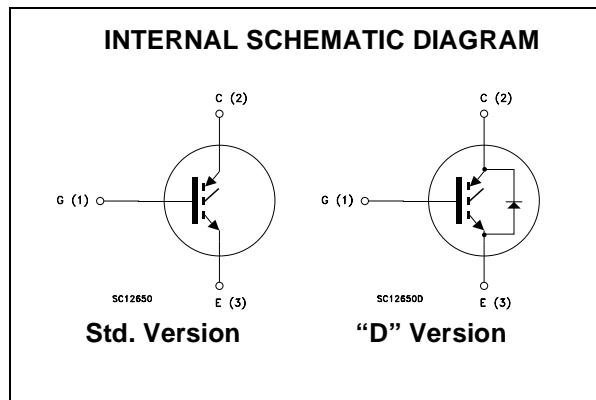 INTERNAL SCHEMATIC DIAGRAM
C (2)
C (2)
G (1)
G (1)
SC12650
E (3)
SC12650D
E (3)
Std. Version
“D” Version